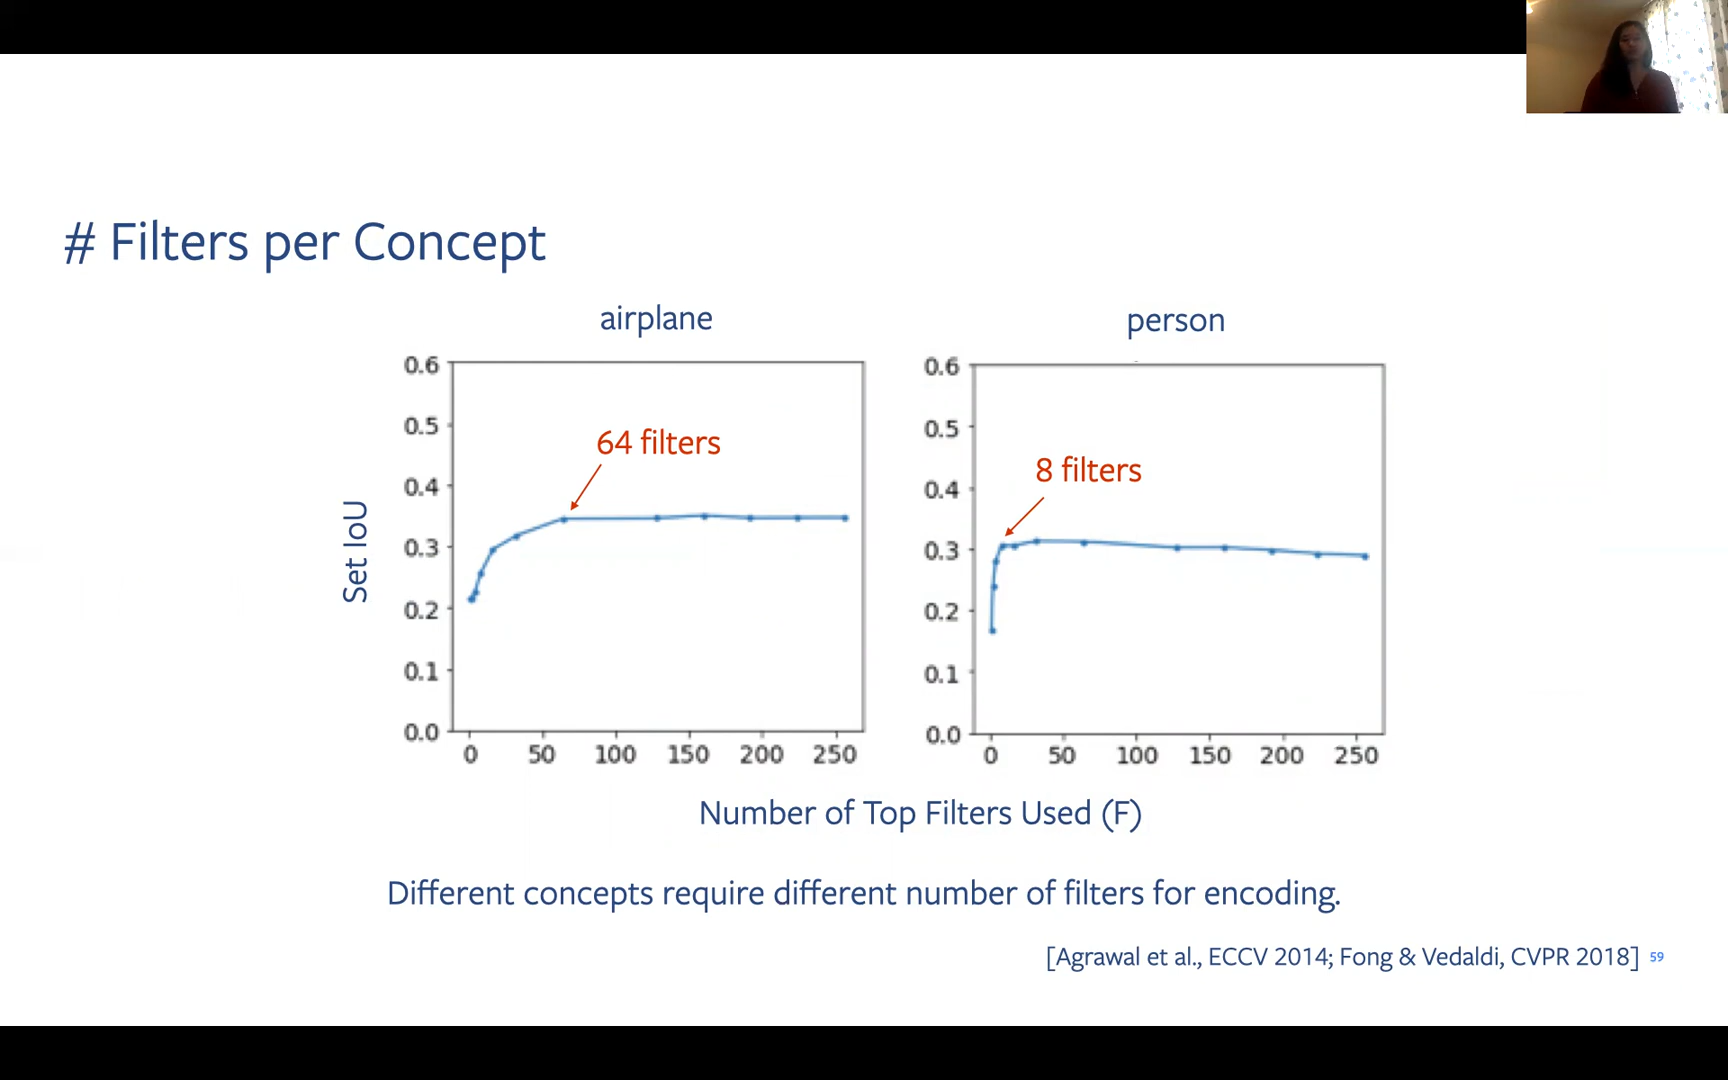 # Filters per Concept
airplane
person
0.6
0.5
0.4
0.3
0.2
0.1
0.0
0 50 100 150 200 250
64 filters
Set IoU
0.6
0.5
0.4
0.3
0.2
0.1
0.0
0 50 100 150 200 250
8 filters
Number of Top Filters Used (F)
Different concepts require different number of filters for encoding.
[Agrawal et al., ECCV 2014; Fong & Vedaldi, CVPR 2018] 59